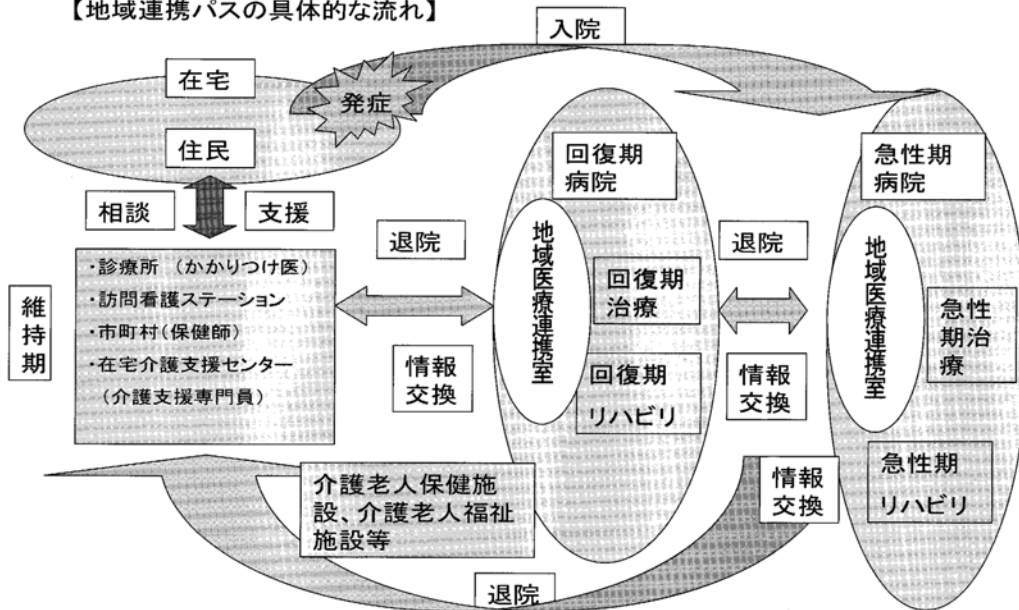 【地域連携パスの具体的な流れ】
入院
在宅
発症
住民
相談
支援
維持期
・診療所 （かかりつけ医）
・訪問看護ステーション
・市町村（保健師）
・在宅介護支援センター
（介護支援専門員）
退院
情報
交換
回復期
病院
地域医療連携室
回復期
治療
回復期
リハビリ
退院
情報
交換
急性期
病院
地域医療連携室
急性
期治
療
急性期
リハビリ
情報
交換
介護老人保健施
設、介護老人福祉
施設等
退院